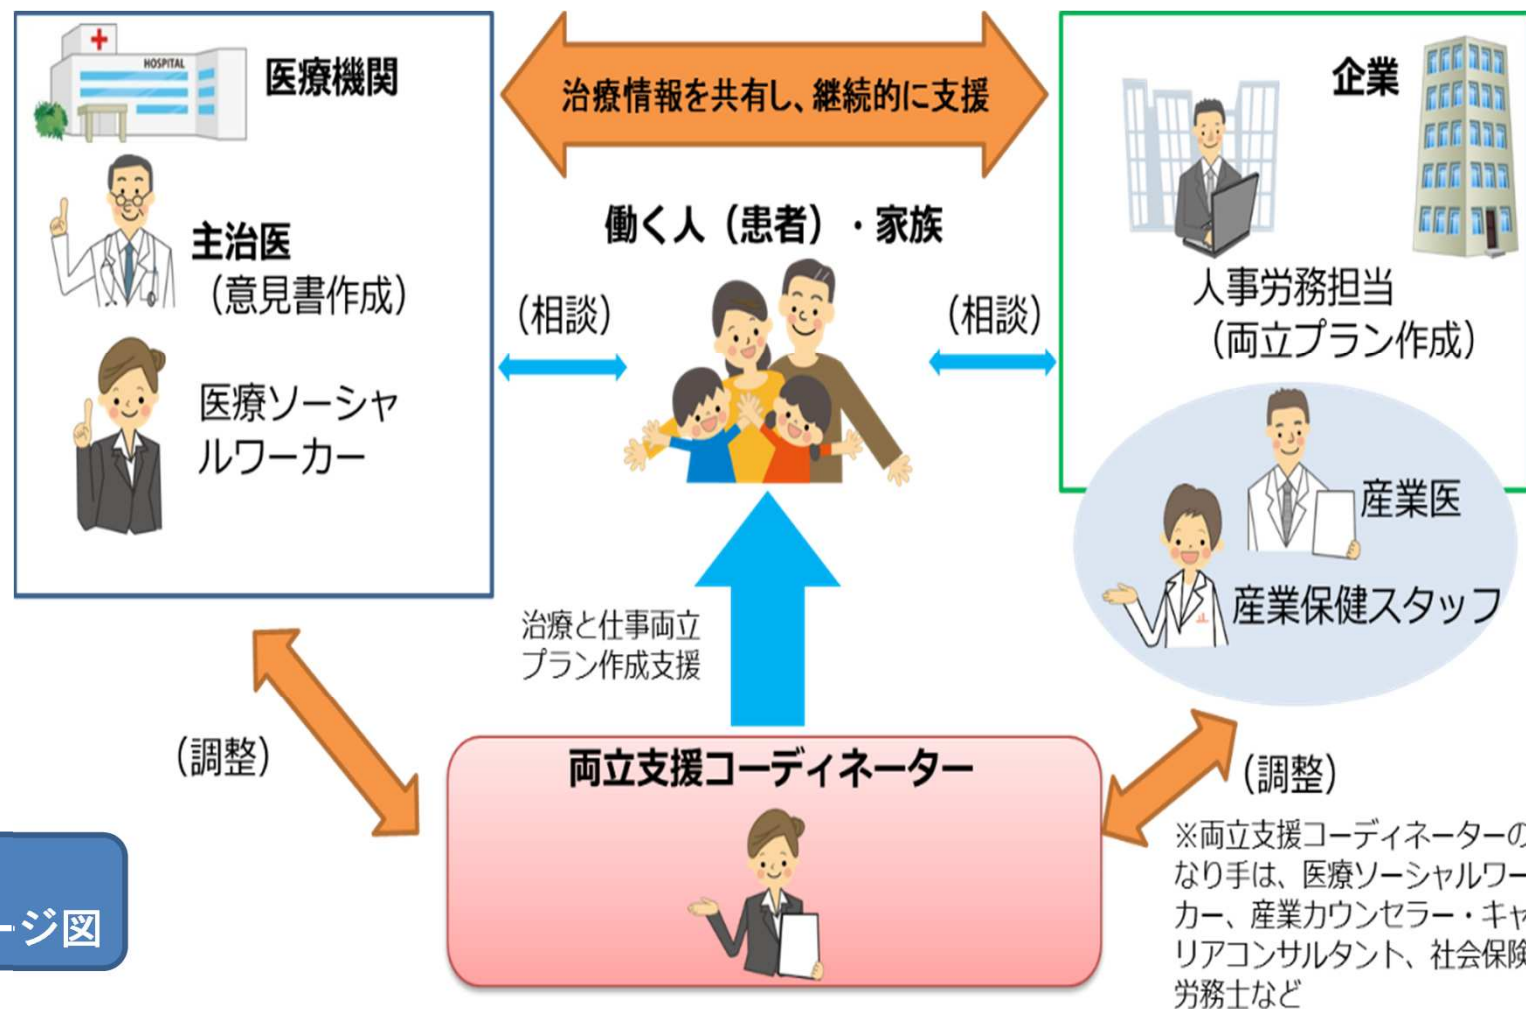 HOSPITAL
医療機関
主治医
（意見書作成）
医療ソーシャ
ルワーカー
治療情報を共有し、継続的に支援
働く人（患者）・家族
（相談）
（相談）
企業
人事労務担当
（両立プラン作成）
産業医
産業保健スタッフ
治療と仕事両立
プラン作成支援
（調整）
両立支援コーディネーター
（調整）
※両立支援コーディネーターの
なり手は、医療ソーシャルワー
カー、産業カウンセラー・キャ
リアコンサルタント、社会保険
労務士など
ージ図